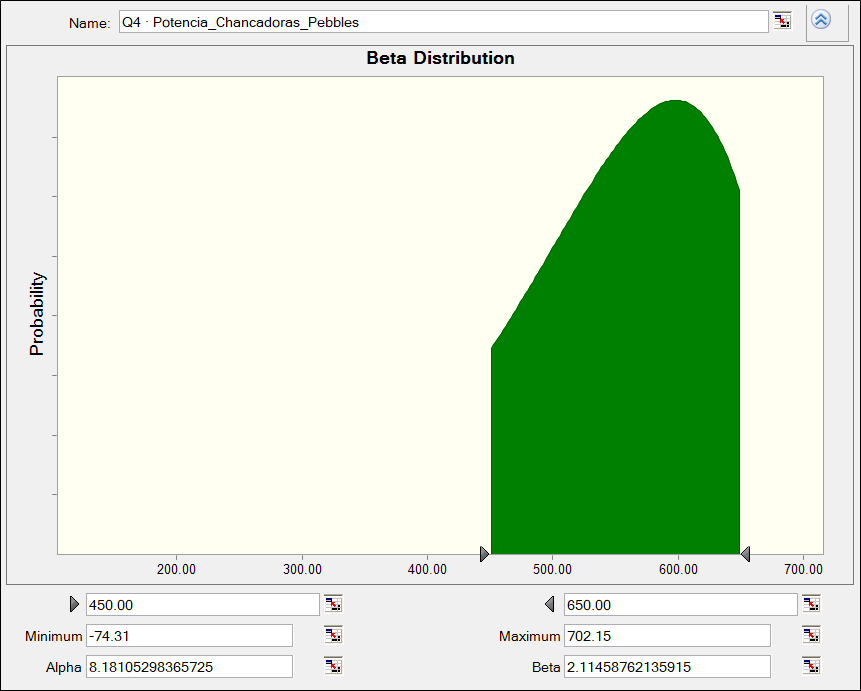 Name: Q4 · Potencia_Chancadoras_Pebbles
Beta Distribution
Probability
200.00 300.00 400.00 500.00 600.00 700.00
450.00 650.00
Minimum -74.31 Maximum 702.15
Alpha 8.18105298365725 Beta 2.11458762135915